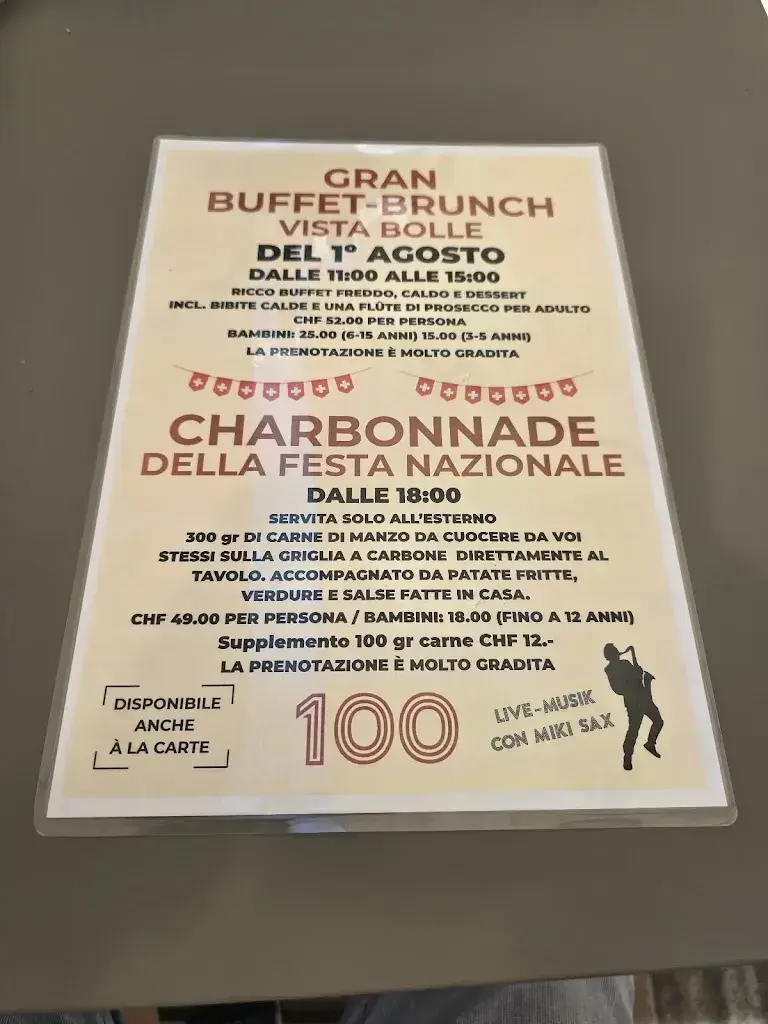 GRAN
BUFFET-BRUNCH
VISTA BOLLE
DEL 1° AGOSTO
DALLE 11:00 ALLE 15:00
RICCO BUFFET FREDDO, CALDO E DESSERT
INCL. BIBITE CALDE E UNA FLÛTE DI PROSECCO PER ADULTO
CHF 52.00 PER PERSONA
BAMBINI: 25.00 (6-15 ANNI) 15.00 (3-5 ANNI)
LA PRENOTAZIONE È MOLTO GRADITA
CHARBONNADE
DELLA FESTA NAZIONALE
DALLE 18:00
SERVITA SOLO ALL'ESTERNO
300 gr DI CARNE DI MANZO DA CUOCERE DA VOI
STESSI SULLA GRIGLIA A CARBONE DIRETTAMENTE AL
TAVOLO. ACCOMPAGNATO DA PATATE FRITTE,
VERDURE E SALSE FATTE IN CASA.
CHF 49.00 PER PERSONA / BAMBINI: 18.00 (FINO A 12 ANNI)
Supplemento 100 gr carne CHF 12.-
LA PRENOTAZIONE È MOLTO GRADITA
DISPONIBILE
ANCHE
À LA CARTE
100
LIVE-MUSIK
CON MIKI SAX